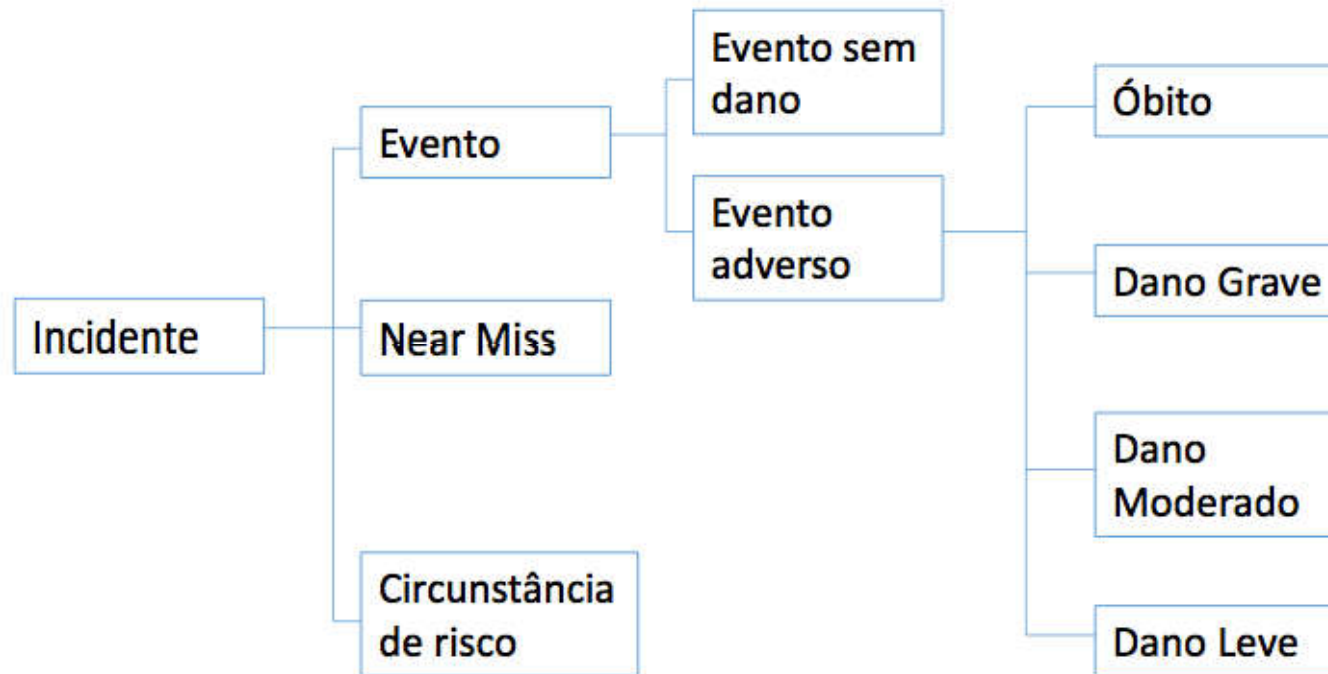 Incidente
Evento
Near Miss
Circunstância
de risco
Evento sem
dano
Evento
adverso
Óbito
Dano Grave
Dano
Moderado
Dano Leve